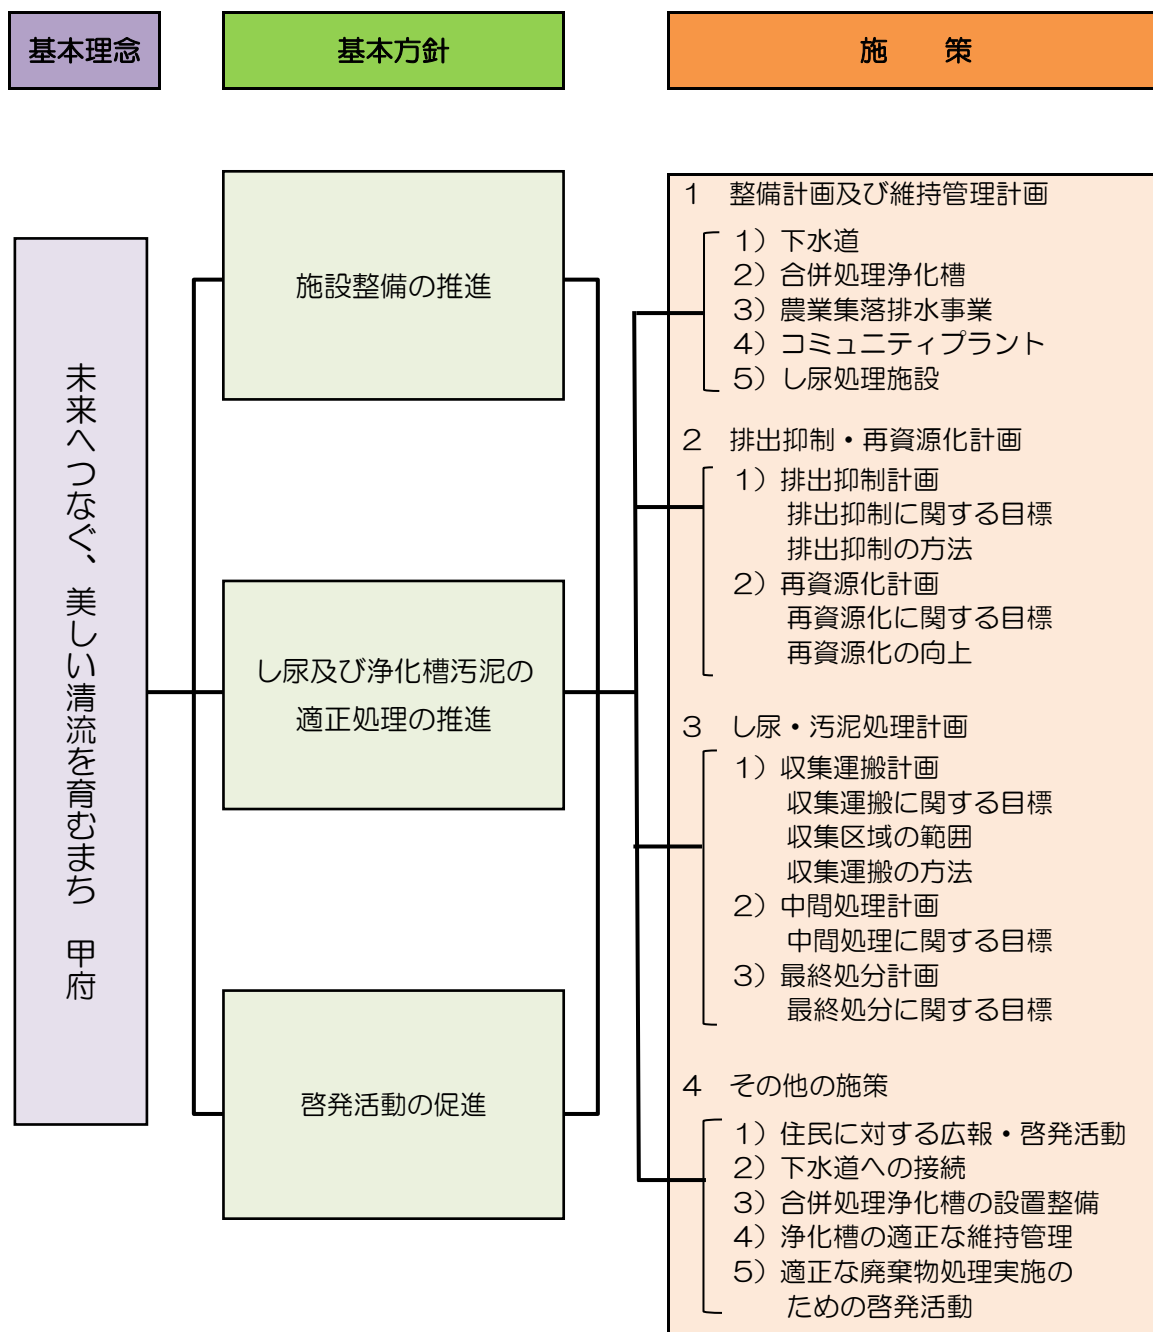 基本理念
基本方針
施　策
未来へつなぐ、美しい清流を育むまち　甲府
施設整備の推進
し尿及び浄化槽汚泥の
適正処理の推進
啓発活動の促進
１　整備計画及び維持管理計画
１）下水道
２）合併処理浄化槽
３）農業集落排水事業
４）コミュニティプラント
５）し尿処理施設
２　排出抑制・再資源化計画
１）排出抑制計画
排出抑制に関する目標
排出抑制の方法
２）再資源化計画
再資源化に関する目標
再資源化の向上
３　し尿・汚泥処理計画
１）収集運搬計画
収集運搬に関する目標
収集区域の範囲
収集運搬の方法
２）中間処理計画
中間処理に関する目標
３）最終処分計画
最終処分に関する目標
４　その他の施策
１）住民に対する広報・啓発活動
２）下水道への接続
３）合併処理浄化槽の設置整備
４）浄化槽の適正な維持管理
５）適正な廃棄物処理実施の
ための啓発活動